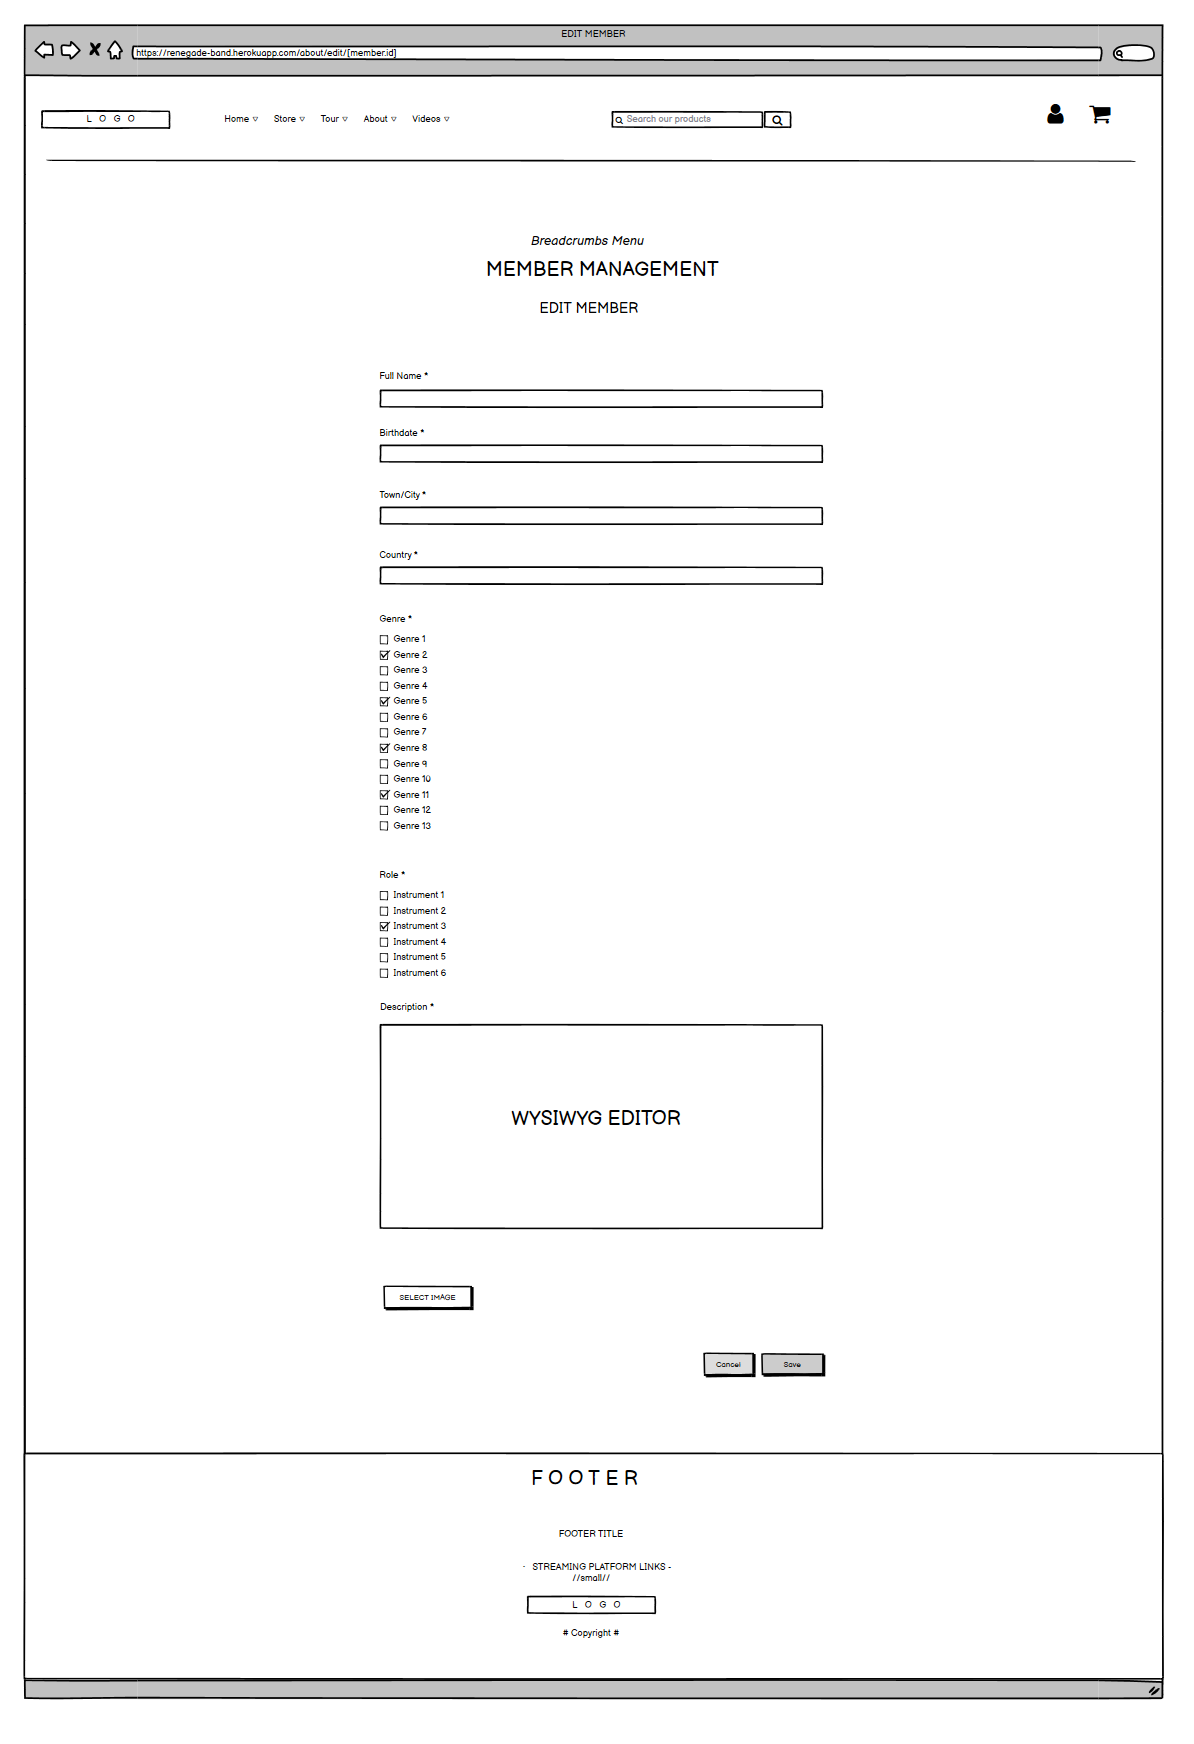 EDIT MEMBER
https://renegade-band.herokuapp.com/about/edit/[member.id]
L O G O
Home Store Tour About Videos
Search our products
Breadcrumbs Menu
MEMBER MANAGEMENT
EDIT MEMBER
Full Name *
Birthdate *
Town/City *
Country *
Genre *
Genre 1
Genre 2
Genre 3
Genre 4
Genre 5
Genre 6
Genre 7
Genre 8
Genre 9
Genre 10
Genre 11
Genre 12
Genre 13
Role *
Instrument 1
Instrument 2
Instrument 3
Instrument 4
Instrument 5
Instrument 6
Description *
WYSIWYG EDITOR
SELECT IMAGE
Cancel Save
F O O T E R
FOOTER TITLE
- STREAMING PLATFORM LINKS -
//small//
L O G O
# Copyright #